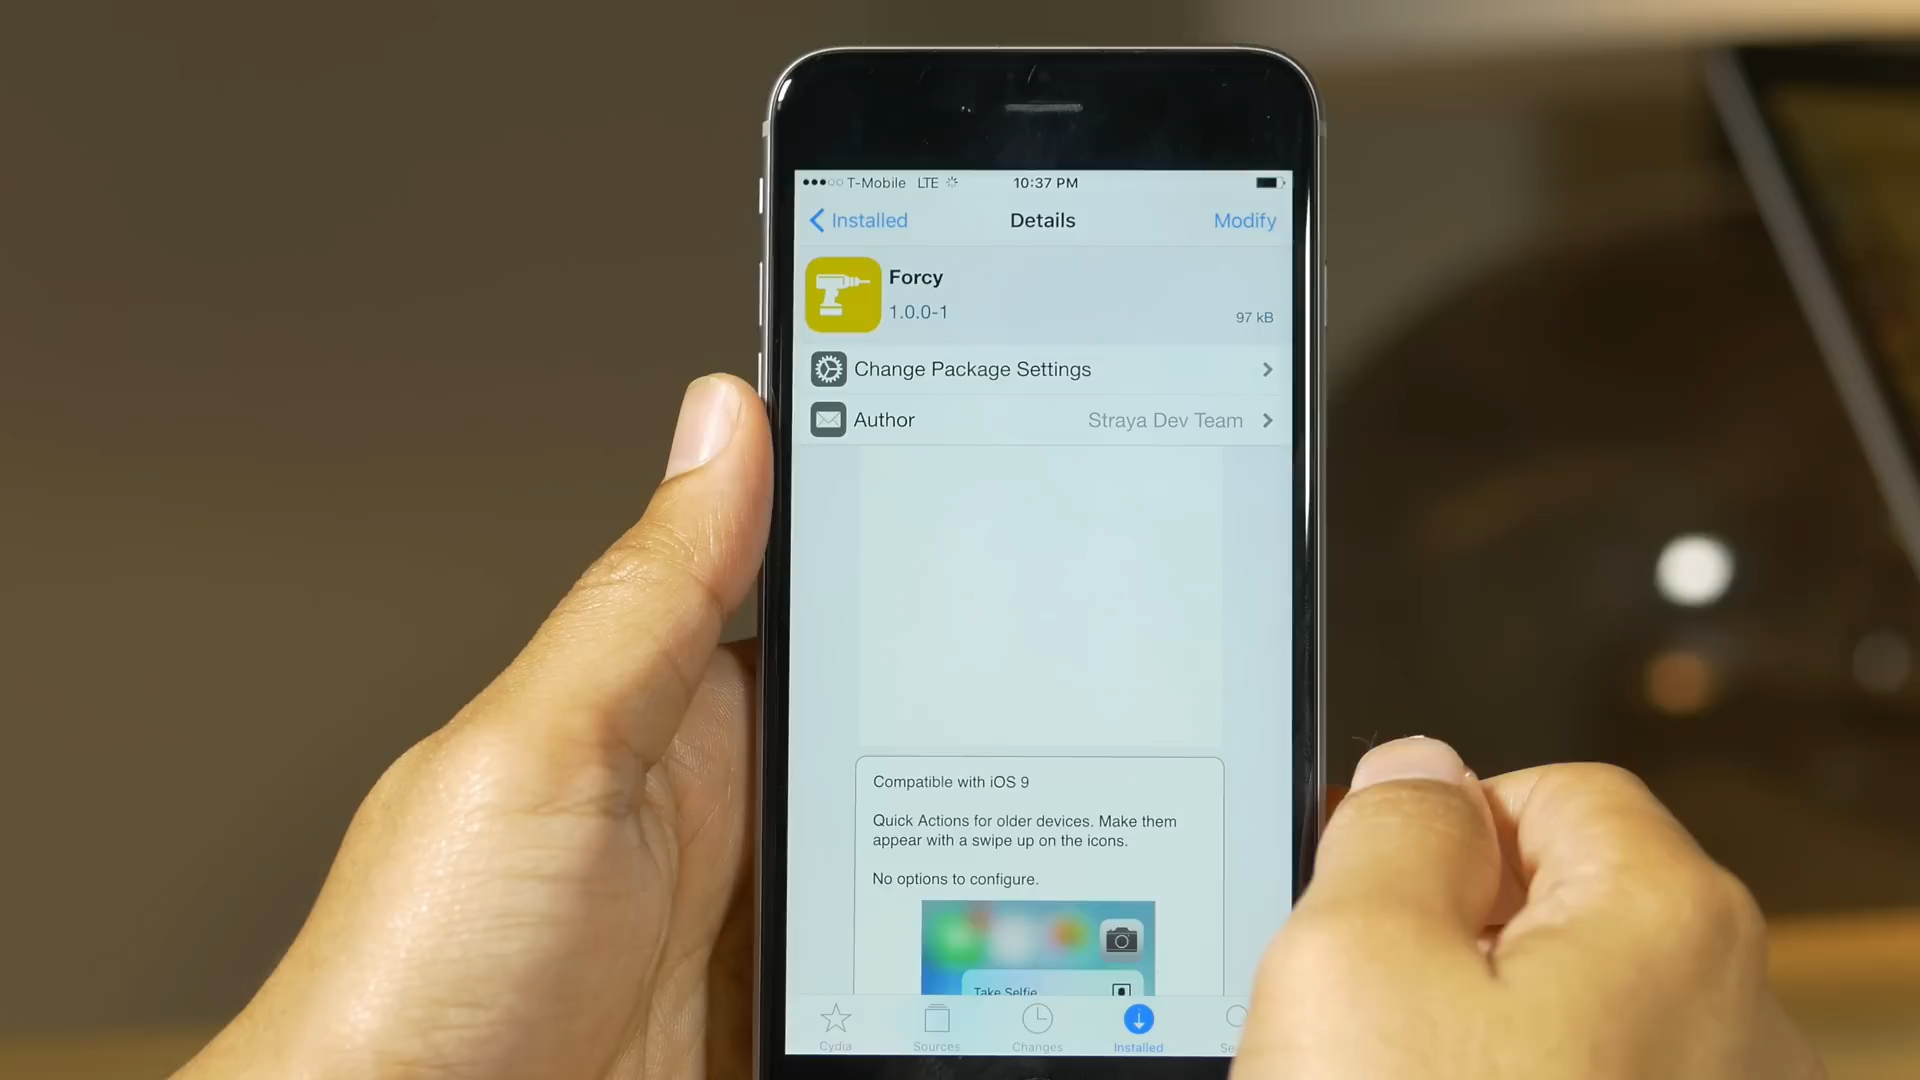 T-Mobile LTE 10:37 PM
Installed Details Modify
Forcy
1.0.0-1
97 kB
Change Package Settings
Author Straya Dev Team
Compatible with iOS 9
Quick Actions for older devices. Make them
appear with a swipe up on the icons.
No options to configure.
Take Selfie
Cydia Sources Changes Installed